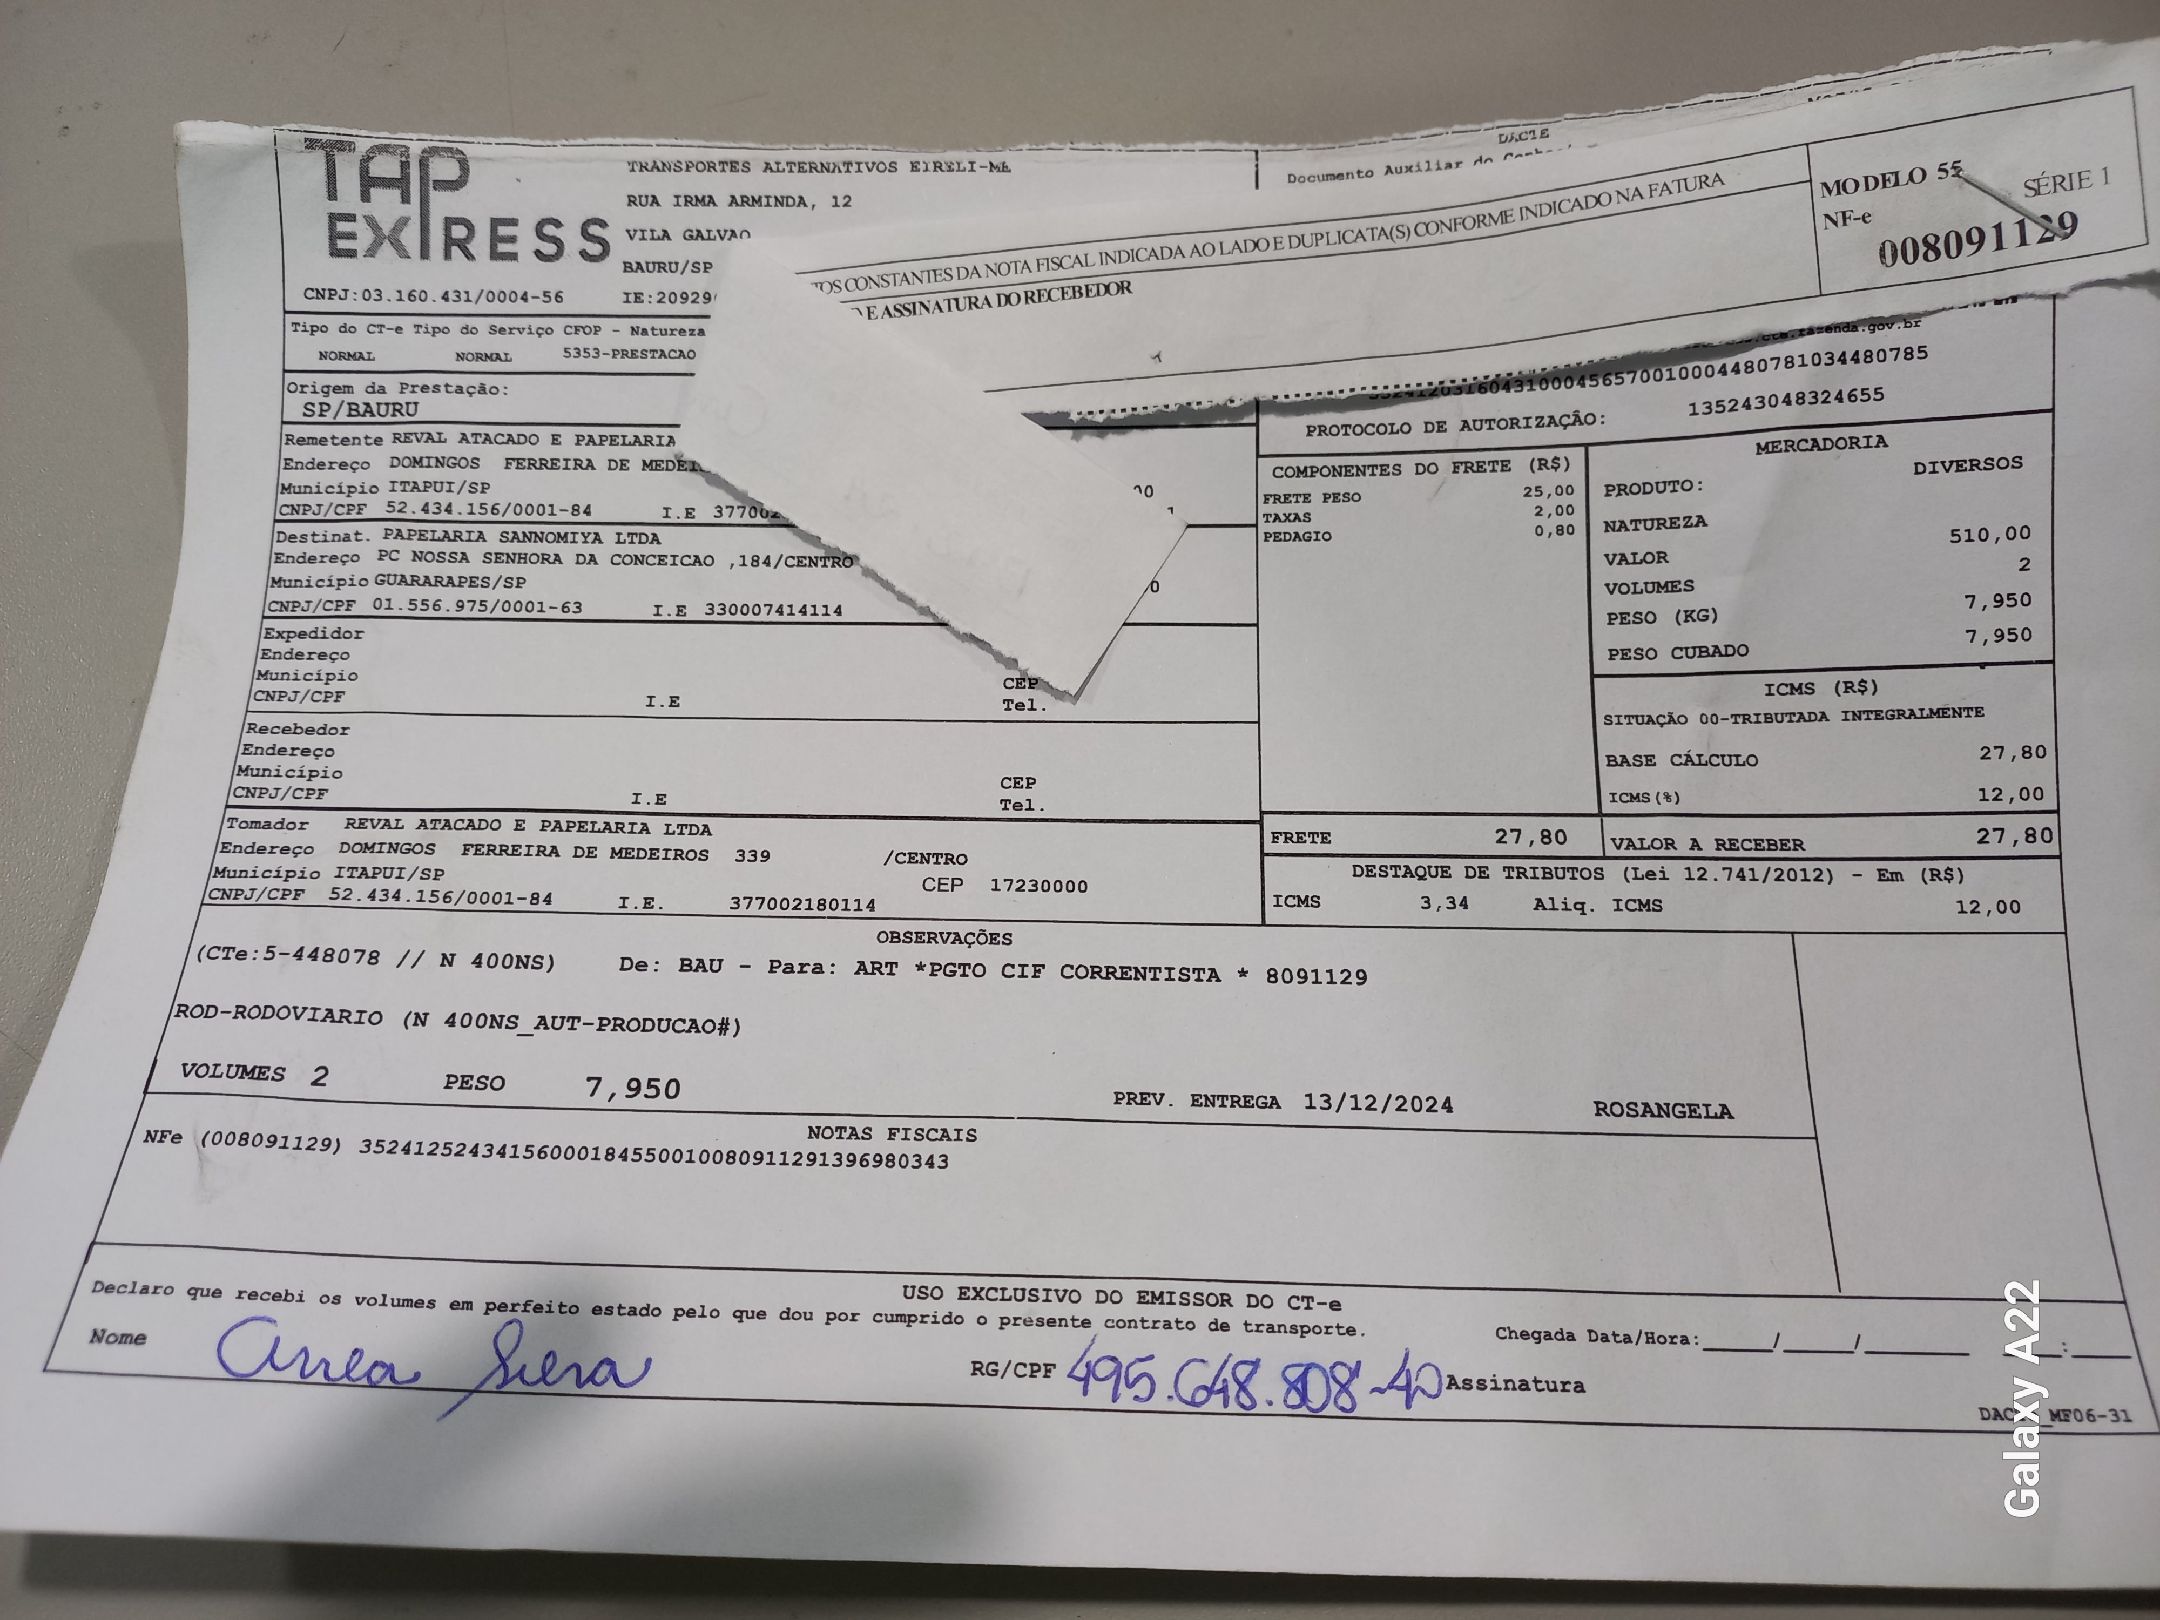 TAP
EXPRESS
CNPJ:03.160.431/0004-56
TRANSPORTES ALTERNATIVOS EIRELI-ME
RUA IRMA ARMINDA, 12
VILA GALVAO
BAURU/SP
IE:20929
DACTE
Documento Auxiliar do
TOS CONSTANTES DA NOTA FISCAL INDICADA AO LADO E DUPLICATA(S) CONFORME INDICADO NA FATURA
E ASSINATURA DO RECEBEDOR
MODELO 55 SÉRIE 1
NF-e
008091129
Tipo do CT-e Tipo do Serviço CFOP - Natureza
NORMAL NORMAL 5353-PRESTACAO
Origem da Prestação:
SP/BAURU
Remetente REVAL ATACADO E PAPELARIA
Endereço DOMINGOS FERREIRA DE
Município ITAPUI/SP
CNPJ/CPF 52.434.156/0001-84 I.E 377002
Destinat. PAPELARIA SANNOMIYA LTDA
Endereço PC NOSSA SENHORA DA CONCEICAO ,184/CENTRO
Município GUARARAPES/SP
CNPJ/CPF 01.556.975/0001-63 I.E 330007414114
Expedidor
Endereço
Município CEP
CNPJ/CPF I.E Tel.
Recebedor
Endereço
Município CEP
CNPJ/CPF I.E Tel.
Tomador REVAL ATACADO E PAPELARIA LTDA
Endereço DOMINGOS FERREIRA DE MEDEIROS 339 /CENTRO
Município ITAPUI/SP CEP 17230000
CNPJ/CPF 52.434.156/0001-84 I.E. 377002180114
PROTOCOLO DE AUTORIZAÇÃO: 135243048324655
COMPONENTES DO FRETE (R$)
FRETE PESO 25,00
TAXAS 2,00
PEDAGIO 0,80
MERCADORIA
PRODUTO: DIVERSOS
NATUREZA
VALOR 510,00
VOLUMES 2
PESO (KG) 7,950
PESO CUBADO 7,950
ICMS (R$)
SITUAÇÃO 00-TRIBUTADA INTEGRALMENTE
BASE CÁLCULO 27,80
ICMS(%) 12,00
FRETE 27,80 VALOR A RECEBER 27,80
DESTAQUE DE TRIBUTOS (Lei 12.741/2012) - Em (R$)
ICMS 3,34 Aliq. ICMS 12,00
OBSERVAÇÕES
(CTe:5-448078 // N 400NS) De: BAU - Para: ART *PGTO CIF CORRENTISTA * 8091129
ROD-RODOVIARIO (N 400NS_AUT-PRODUCAO#)
VOLUMES 2 PESO 7,950 PREV. ENTREGA 13/12/2024 ROSANGELA
NOTAS FISCAIS
NFe (008091129) 35241252434156000184550010080911291396980343
USO EXCLUSIVO DO EMISSOR DO CT-e
Declaro que recebi os volumes em perfeito estado pelo que dou por cumprido o presente contrato de transporte.
Chegada Data/Hora:____/____/______ ___:____
Nome
RG/CPF 495.648.808-40 Assinatura
MF06-31
Galaxy A22